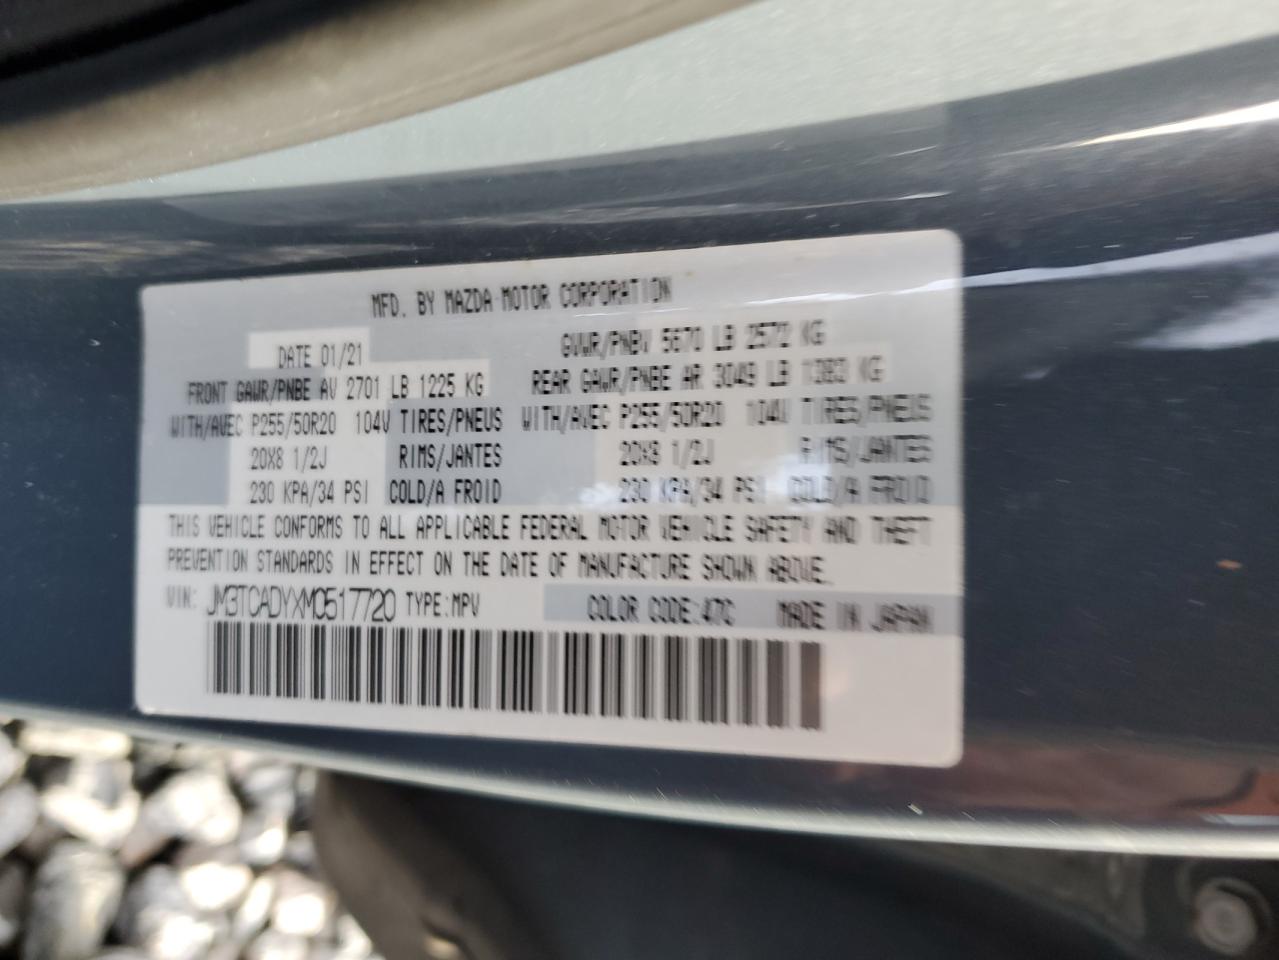 MFD. BY MAZDA MOTOR CORPORATION
DATE 01/21 GVWR/PNBV 5670 LB 2572 KG
FRONT GAWR/PNBE AV 2701 LB 1225 KG REAR GAWR/PNBE AR 3049 LB 1383 KG
WITH/AVEC P255/50R20 104V TIRES/PNEUS WITH/AVEC P255/50R20 104V TIRES/PNEUS
20X8 1/2J RIMS/JANTES 20X8 1/2J RIMS/JANTES
230 KPA/34 PSI COLD/A FROID 230 KPA/34 PSI COLD/A FROID
THIS VEHICLE CONFORMS TO ALL APPLICABLE FEDERAL MOTOR VEHICLE SAFETY AND THEFT
PREVENTION STANDARDS IN EFFECT ON THE DATE OF MANUFACTURE SHOWN ABOVE.
VIN: JM3TCADYXM0517720 TYPE:MPV COLOR CODE:47C MADE IN JAPAN